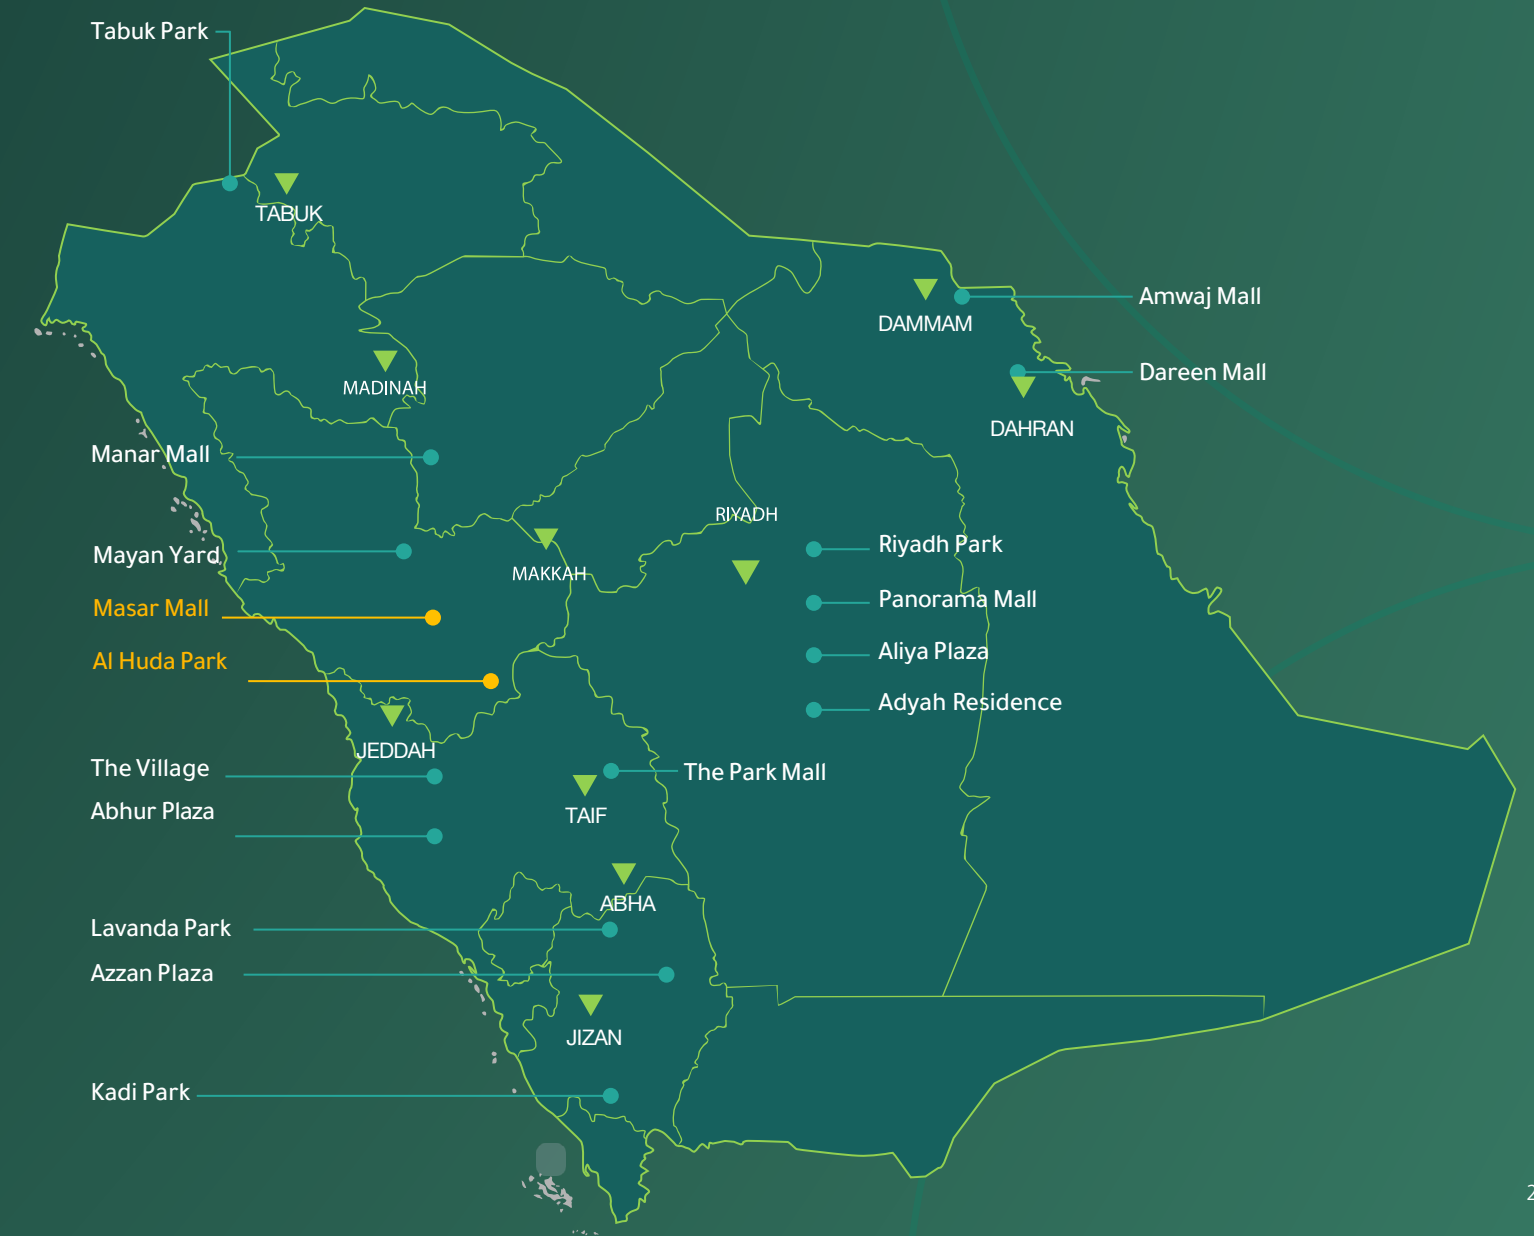 Tabuk Park
TABUK
Amwaj Mall
DAMMAM
Dareen Mall
MADINAH
DAHRAN
Manar Mall
RIYADH
Riyadh Park
Mayan Yard
MAKKAH
Panorama Mall
Masar Mall
Aliya Plaza
Al Huda Park
Adyah Residence
JEDDAH
The Village
The Park Mall
Abhur Plaza
TAIF
ABHA
Lavanda Park
Azzan Plaza
JIZAN
Kadi Park